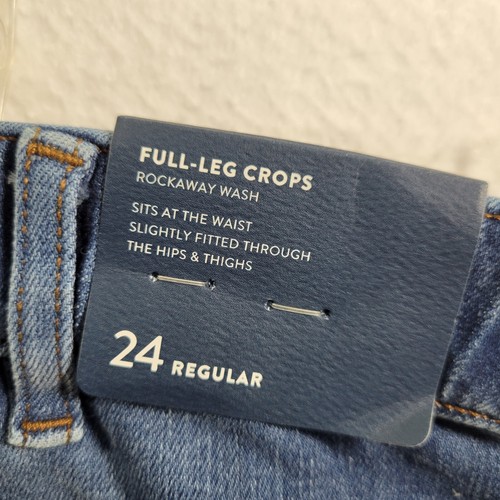 FULL-LEG CROPS
ROCKAWAY WASH
SITS AT THE WAIST
SLIGHTLY FITTED THROUGH
THE HIPS & THIGHS
24 REGULAR